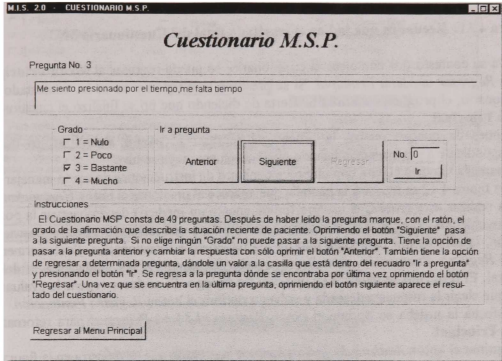 M.I.S. 2.0 - CUESTIONARIO M.S.P.
Cuestionario M.S.P.
Pregunta No. 3
Me siento presionado por el tiempo,me falta tiempo
Grado
1 = Nulo
2 = Poco
3 = Bastante
4 = Mucho
Ir a pregunta
Anterior
Siguiente
Regresar
No. 0
Ir
Instrucciones
El Cuestionario MSP consta de 49 preguntas. Después de haber leido la pregunta marque, con el ratón, el
grado de la afirmación que describe la situación reciente de paciente. Oprimiendo el botón "Siguiente" pasa
a la siguiente pregunta. Si no elige ningún "Grado" no puede pasar a la siguiente pregunta. Tiene la opción de
pasar a la pregunta anterior y cambiar la respuesta con sólo oprimir el botón "Anterior". También tiene la opción
de regresar a determinada pregunta, dándole un valor a la casilla que está dentro del recuadro "Ir a pregunta"
y presionando el botón "Ir". Se regresa a la pregunta dónde se encontraba por última vez oprimiendo el botón
"Regresar". Una vez que se encuentra en la última pregunta, oprimiendo el botón siguiente aparece el resul-
tado del cuestionario.
Regresar al Menu Principal